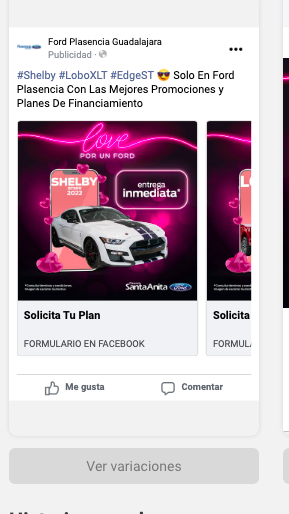 Ford Plasencia Guadalajara
Publicidad ·
#Shelby #LoboXLT #EdgeST 😎 Solo En Ford
Plasencia Con Las Mejores Promociones y
Planes De Financiamiento
love
POR UN FORD
SHELBY
2022
entrega
inmediata*
SantaAnita Ford
Solicita Tu Plan
FORMULARIO EN FACEBOOK
Solicita
FORMULA
Me gusta
Comentar
Ver variaciones